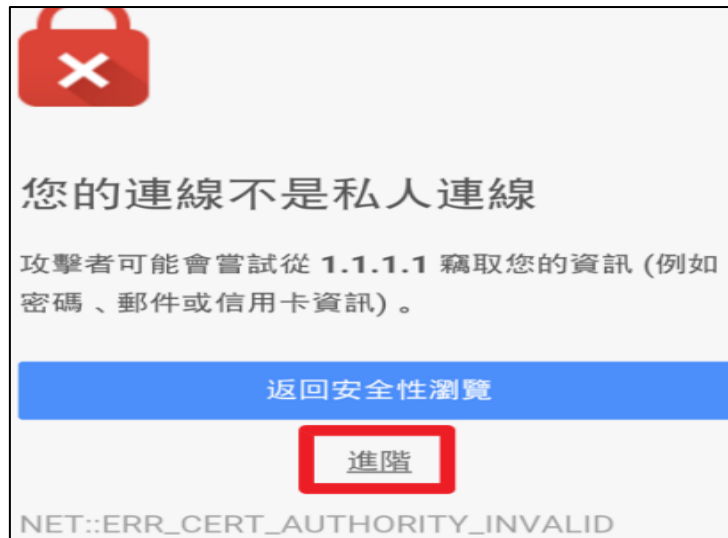 您的連線不是私人連線
攻擊者可能會嘗試從 1.1.1.1 竊取您的資訊 (例如
密碼、郵件或信用卡資訊)。
返回安全性瀏覽
進階
NET::ERR_CERT_AUTHORITY_INVALID